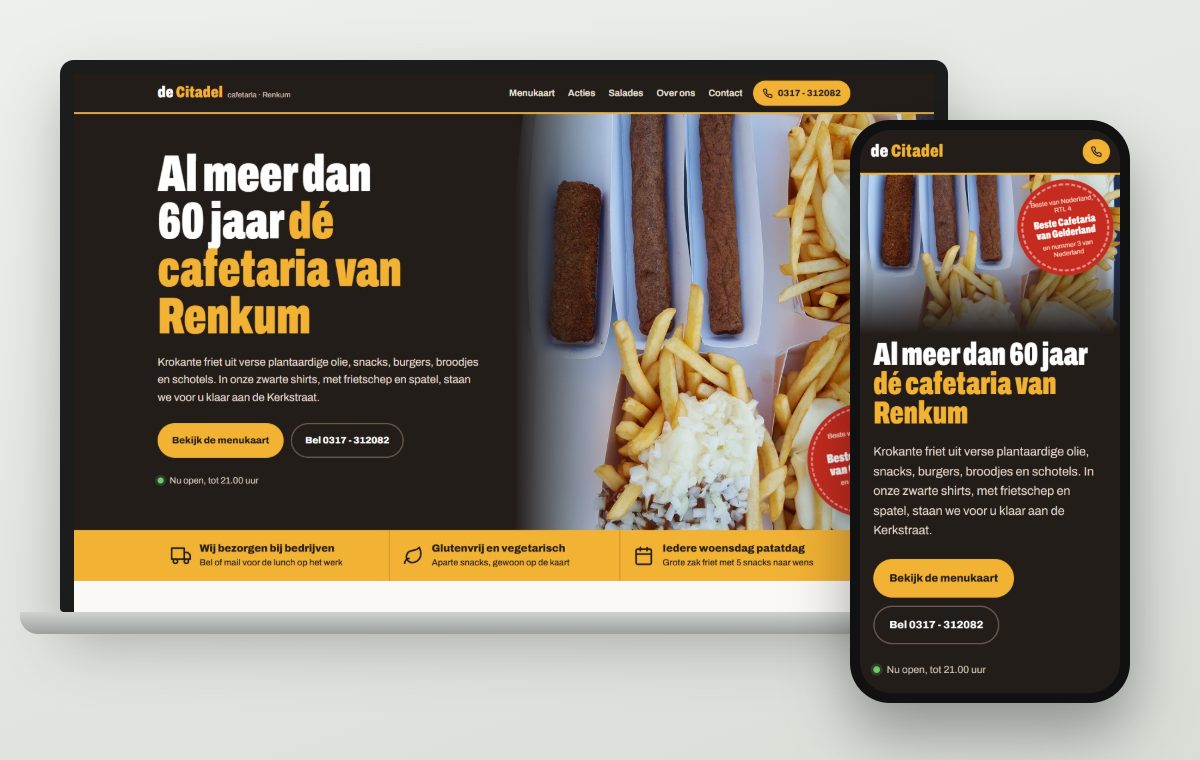 de Citadel cafetaria · Renkum
Menukaart Acties Salades Over ons Contact 0317 - 312082
Al meer dan
60 jaar dé
cafetaria van
Renkum
Krokante friet uit verse plantaardige olie, snacks, burgers, broodjes
en schotels. In onze zwarte shirts, met frietschep en spatel, staan
we voor u klaar aan de Kerkstraat.
Bekijk de menukaart Bel 0317 - 312082
Nu open, tot 21.00 uur
Beste
Beste
van
en
Wij bezorgen bij bedrijven
Bel of mail voor de lunch op het werk
Glutenvrij en vegetarisch
Aparte snacks, gewoon op de kaart
Iedere woensdag patatdag
Grote zak friet met 5 snacks naar wens
de Citadel
Beste van Nederland,
RTL 4
Beste Cafetaria
van Gelderland
en nummer 3 van
Nederland
Al meer dan 60 jaar
dé cafetaria van
Renkum
Krokante friet uit verse plantaardige olie,
snacks, burgers, broodjes en schotels. In
onze zwarte shirts, met frietschep en
spatel, staan we voor u klaar aan de
Kerkstraat.
Bekijk de menukaart
Bel 0317 - 312082
Nu open, tot 21.00 uur